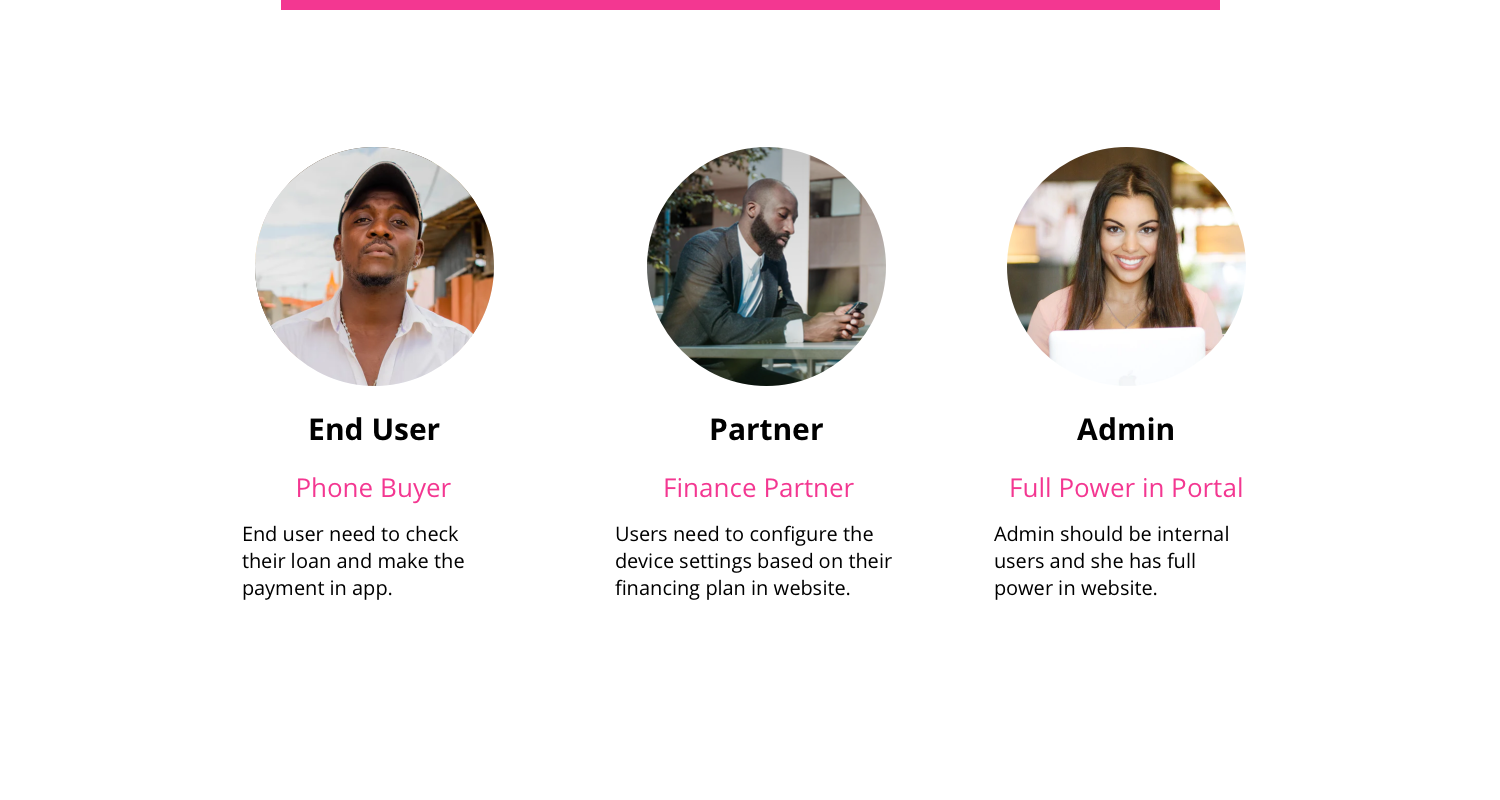 End User
Phone Buyer
End user need to check
their loan and make the
payment in app.
Partner
Finance Partner
Users need to configure the
device settings based on their
financing plan in website.
Admin
Full Power in Portal
Admin should be internal
users and she has full
power in website.